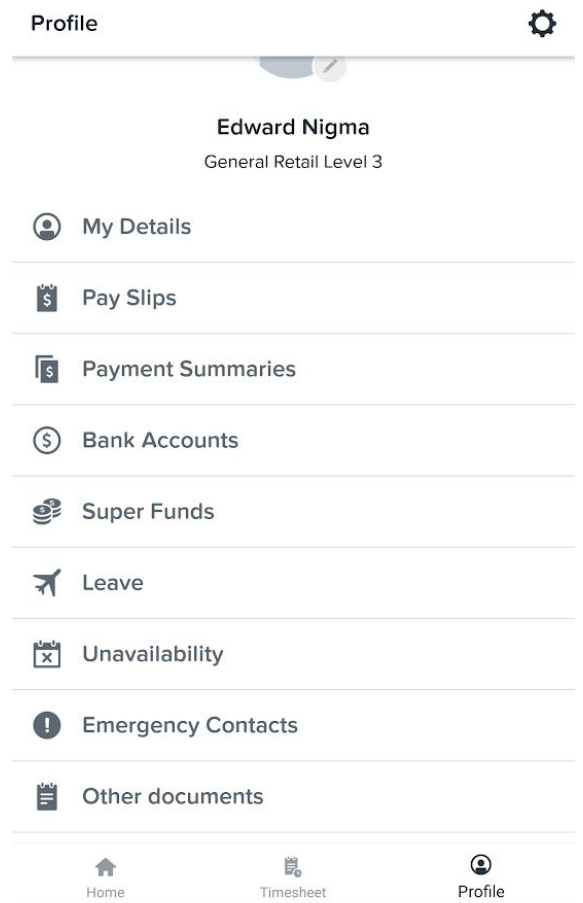 Profile
Edward Nigma
General Retail Level 3
My Details
Pay Slips
Payment Summaries
Bank Accounts
Super Funds
Leave
Unavailability
Emergency Contacts
Other documents
Home
Timesheet
Profile